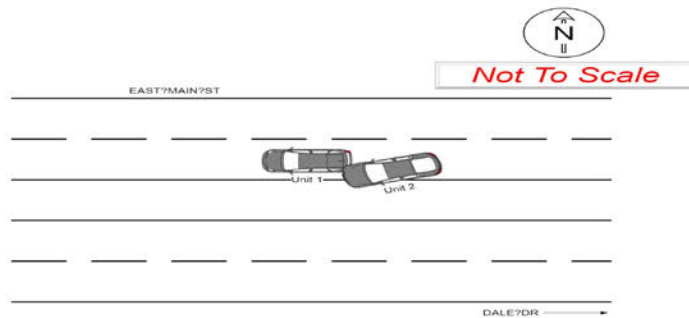 N
Not To Scale
EAST?MAIN?ST
Unit 1
Unit 2
DALE?DR